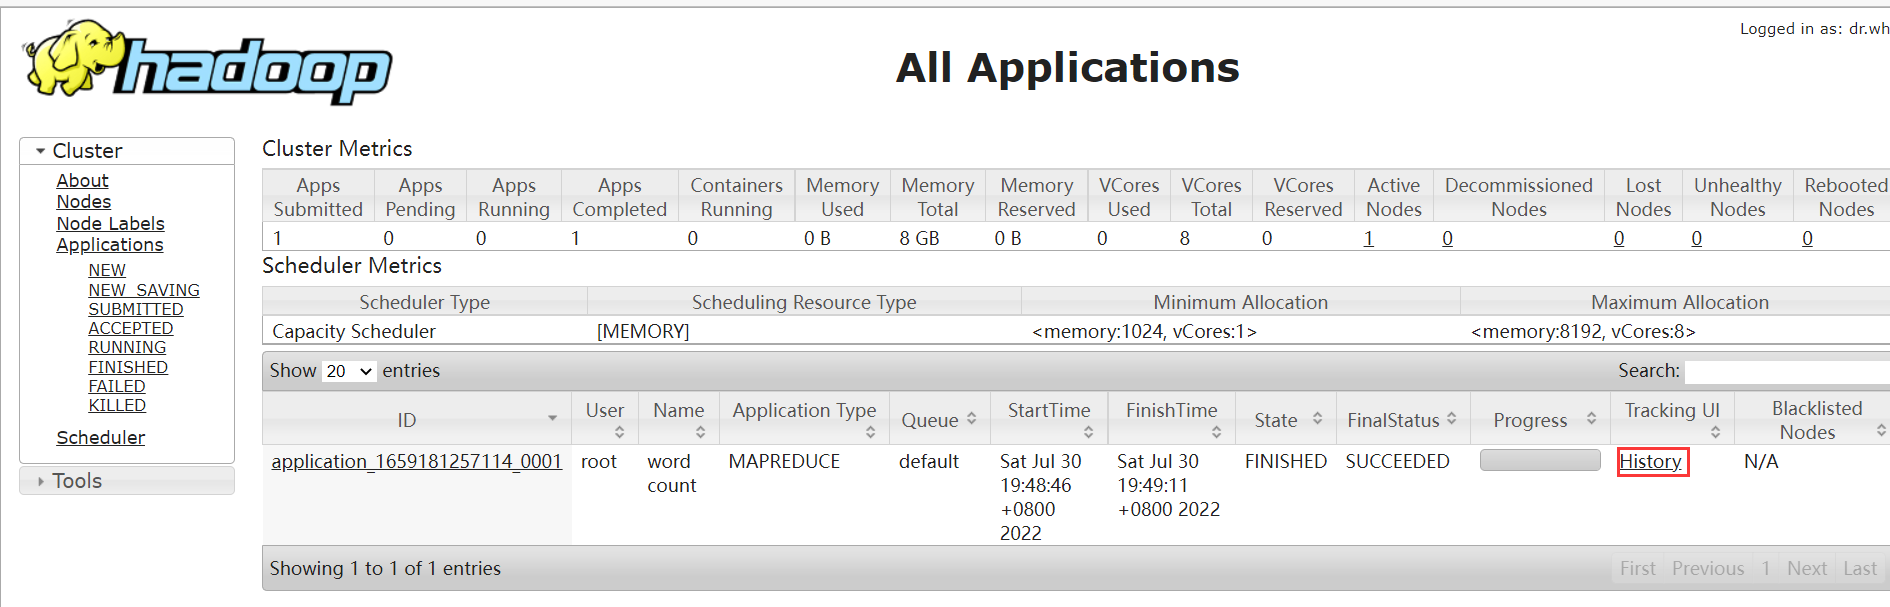 Logged in as: dr.wh
hadoop
All Applications
Cluster
About
Nodes
Node Labels
Applications
NEW
NEW_SAVING
SUBMITTED
ACCEPTED
RUNNING
FINISHED
FAILED
KILLED
Scheduler
Tools
Cluster Metrics
Apps Submitted Apps Pending Apps Running Apps Completed Containers Running Memory Used Memory Total Memory Reserved VCores Used VCores Total VCores Reserved Active Nodes Decommissioned Nodes Lost Nodes Unhealthy Nodes Rebooted Nodes
1 0 0 1 0 0 B 8 GB 0 B 0 8 0 1 0 0 0 0
Scheduler Metrics
Scheduler Type Scheduling Resource Type Minimum Allocation Maximum Allocation
Capacity Scheduler [MEMORY] <memory:1024, vCores:1> <memory:8192, vCores:8>
Show 20 entries Search:
ID User Name Application Type Queue StartTime FinishTime State FinalStatus Progress Tracking UI Blacklisted Nodes
application_1659181257114_0001 root word count MAPREDUCE default Sat Jul 30 19:48:46 +0800 2022 Sat Jul 30 19:49:11 +0800 2022 FINISHED SUCCEEDED History N/A
Showing 1 to 1 of 1 entries First Previous 1 Next Last